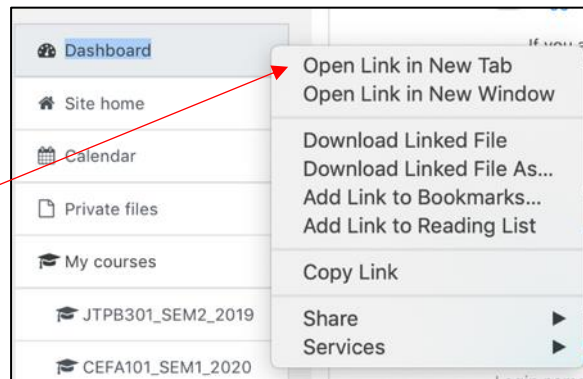 Dashboard
Site home
Calendar
Private files
My courses
JTPB301_SEM2_2019
CEFA101_SEM1_2020
If you a
Open Link in New Tab
Open Link in New Window
Download Linked File
Download Linked File As...
Add Link to Bookmarks...
Add Link to Reading List
Copy Link
Share
Services